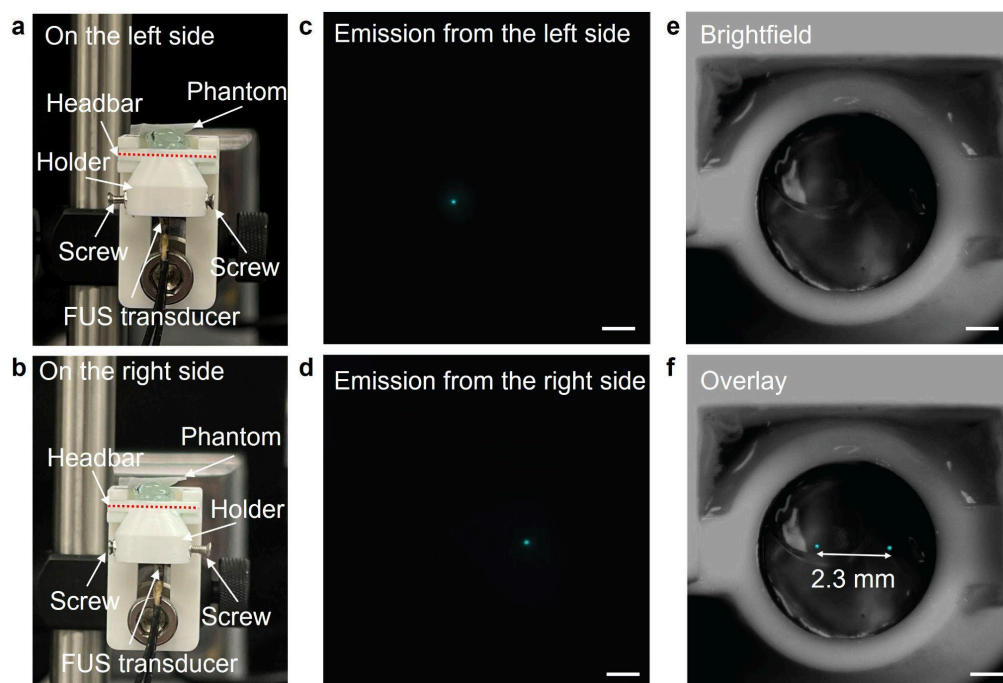 a
On the left side
Phantom
Headbar
Holder
Screw
Screw
FUS transducer
b
On the right side
Phantom
Headbar
Holder
Screw
Screw
FUS transducer
c
Emission from the left side
d
Emission from the right side
e
Brightfield
f
Overlay
2.3 mm